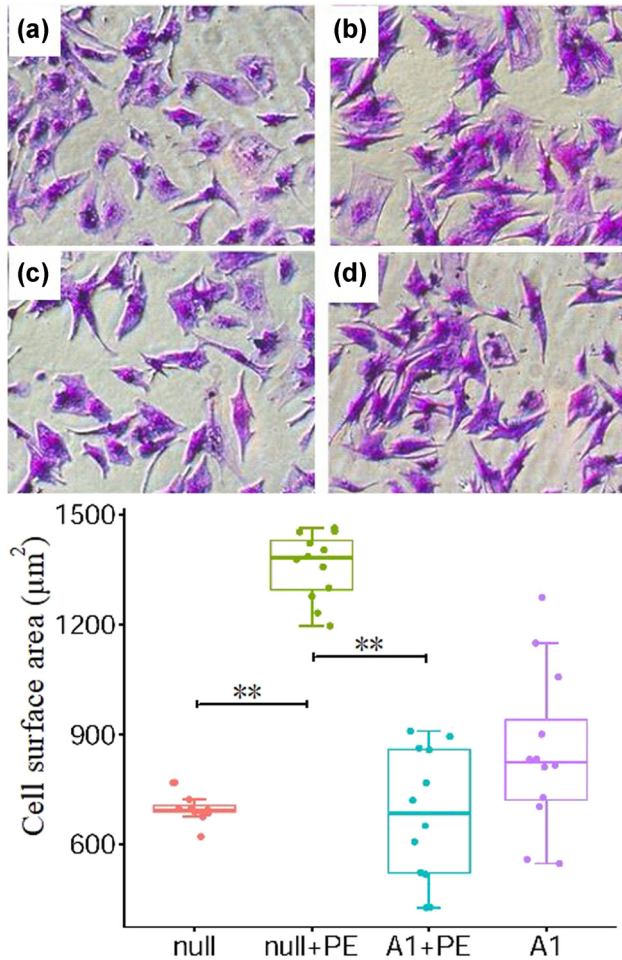 (a)
(b)
(c)
(d)
Cell surface area (µm²)
1500
1200
900
600
**
**
null
null+PE
A1+PE
A1